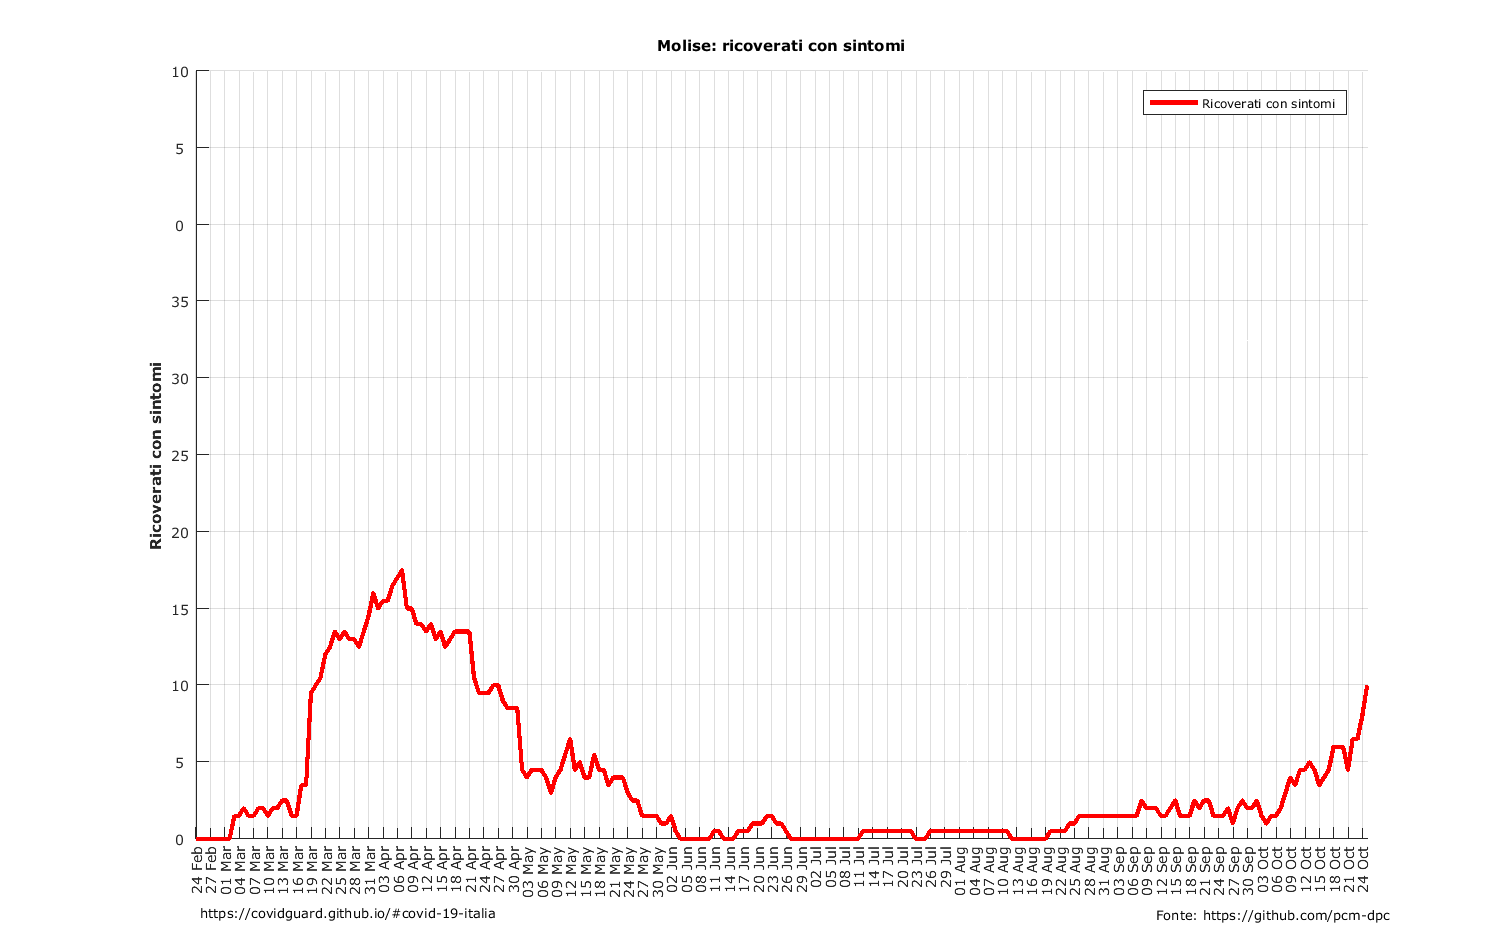 Molise: ricoverati con sintomi
Ricoverati con sintomi
10
5
0
35
30
25
20
15
10
5
0
Ricoverati con sintomi
24 Feb
27 Feb
01 Mar
04 Mar
07 Mar
10 Mar
13 Mar
16 Mar
19 Mar
22 Mar
25 Mar
28 Mar
31 Mar
03 Apr
06 Apr
09 Apr
12 Apr
15 Apr
18 Apr
21 Apr
24 Apr
27 Apr
30 Apr
03 May
06 May
09 May
12 May
15 May
18 May
21 May
24 May
27 May
30 May
02 Jun
05 Jun
08 Jun
11 Jun
14 Jun
17 Jun
20 Jun
23 Jun
26 Jun
29 Jun
02 Jul
05 Jul
08 Jul
11 Jul
14 Jul
17 Jul
20 Jul
23 Jul
26 Jul
29 Jul
01 Aug
04 Aug
07 Aug
10 Aug
13 Aug
16 Aug
19 Aug
22 Aug
25 Aug
28 Aug
31 Aug
03 Sep
06 Sep
09 Sep
12 Sep
15 Sep
18 Sep
21 Sep
24 Sep
27 Sep
30 Sep
03 Oct
06 Oct
09 Oct
12 Oct
15 Oct
18 Oct
21 Oct
24 Oct
https://covidguard.github.io/#covid-19-italia
Fonte: https://github.com/pcm-dpc